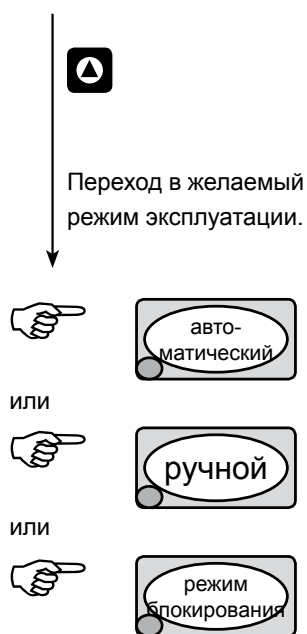 Переход в желаемый
режим эксплуатации.
авто-
матический
или
ручной
или
режим
блокирования